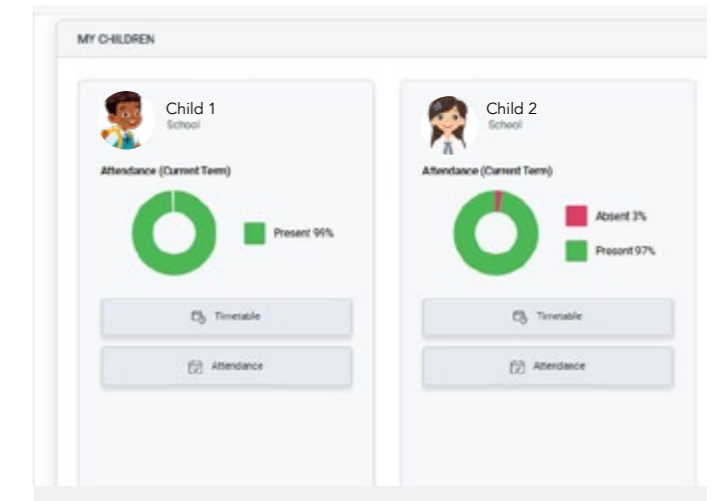 MY CHILDREN
Child 1
School
Attendance (Current Term)
Present 99%
Timetable
Attendance
Child 2
School
Attendance (Current Term)
Absent 3%
Present 97%
Timetable
Attendance